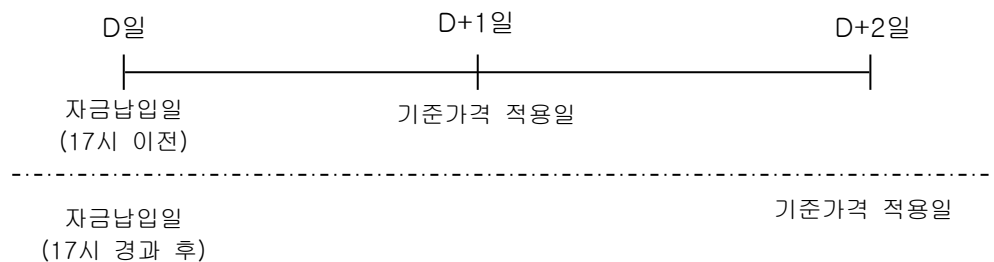 D일 D+1일 D+2일
자금납입일 기준가격 적용일
(17시 이전)
자금납입일 기준가격 적용일
(17시 경과 후)